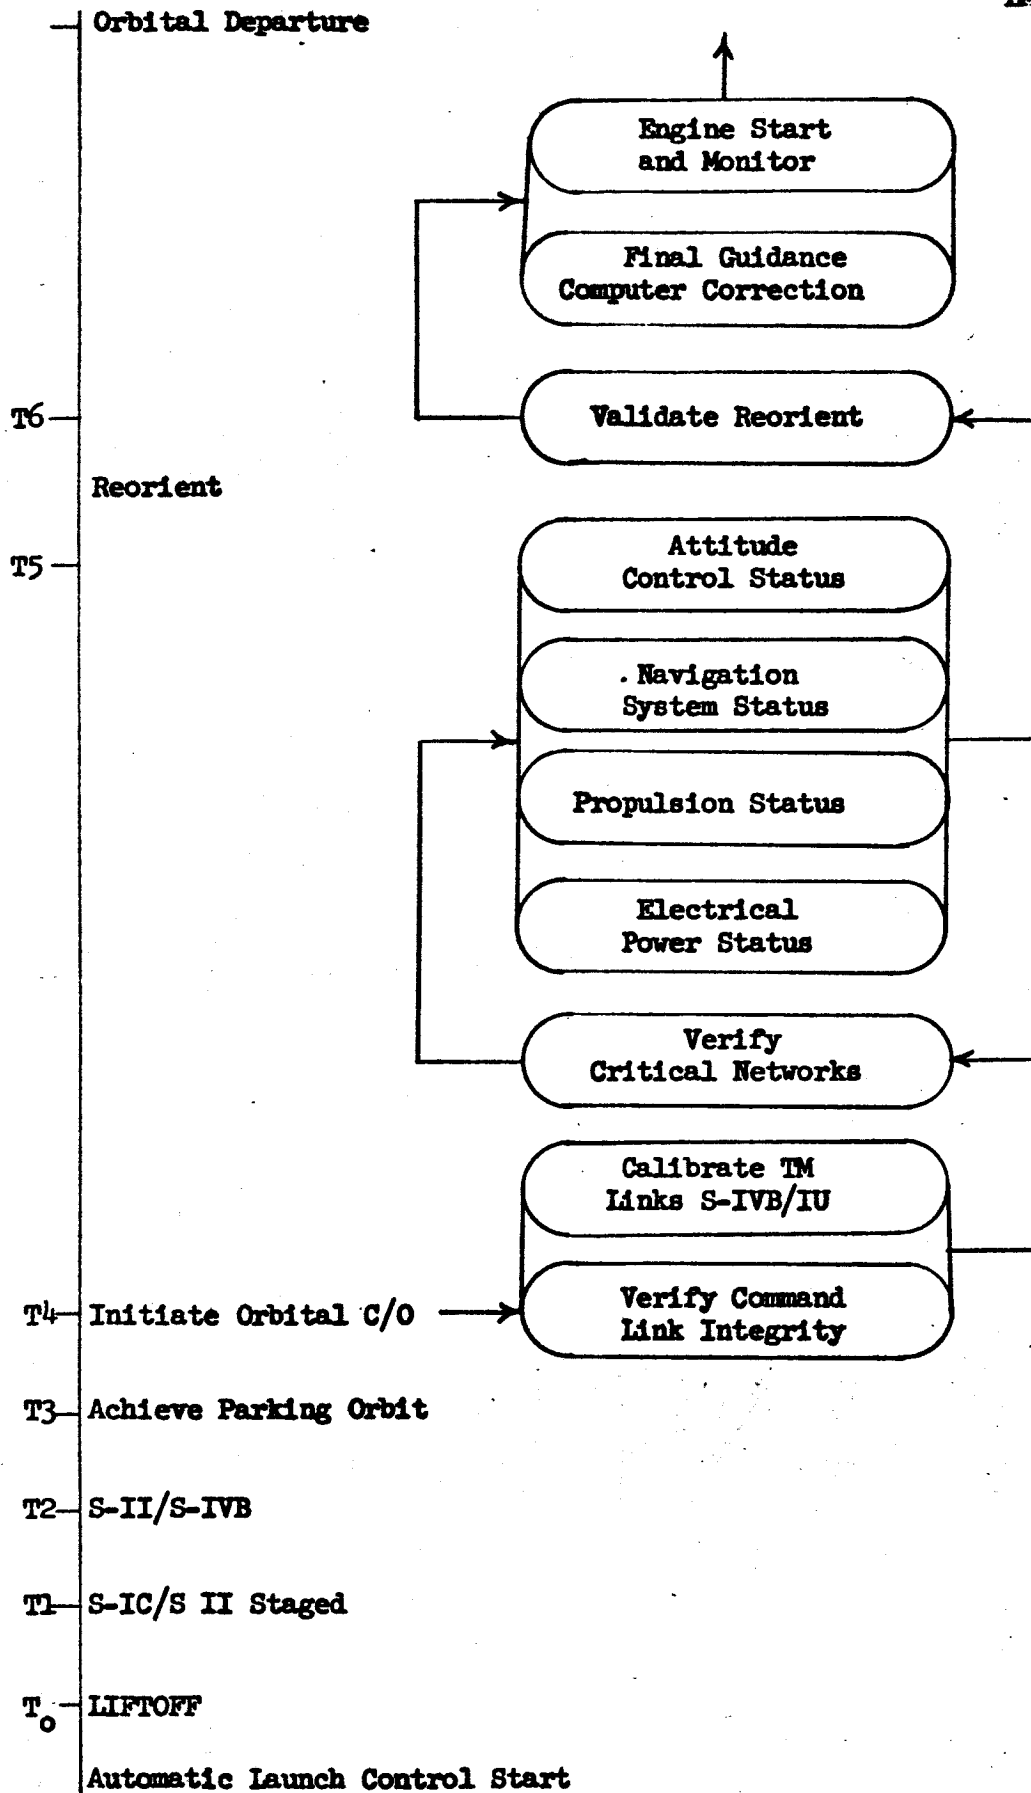 Orbital Departure
Engine Start
and Monitor
Final Guidance
Computer Correction
T6
Validate Reorient
Reorient
T5
Attitude
Control Status
Navigation
System Status
Propulsion Status
Electrical
Power Status
Verify
Critical Networks
Calibrate TM
Links S-IVB/IU
T4 Initiate Orbital C/O
Verify Command
Link Integrity
T3 Achieve Parking Orbit
T2 S-II/S-IVB
T1 S-IC/S II Staged
To LIFTOFF
Automatic Launch Control Start